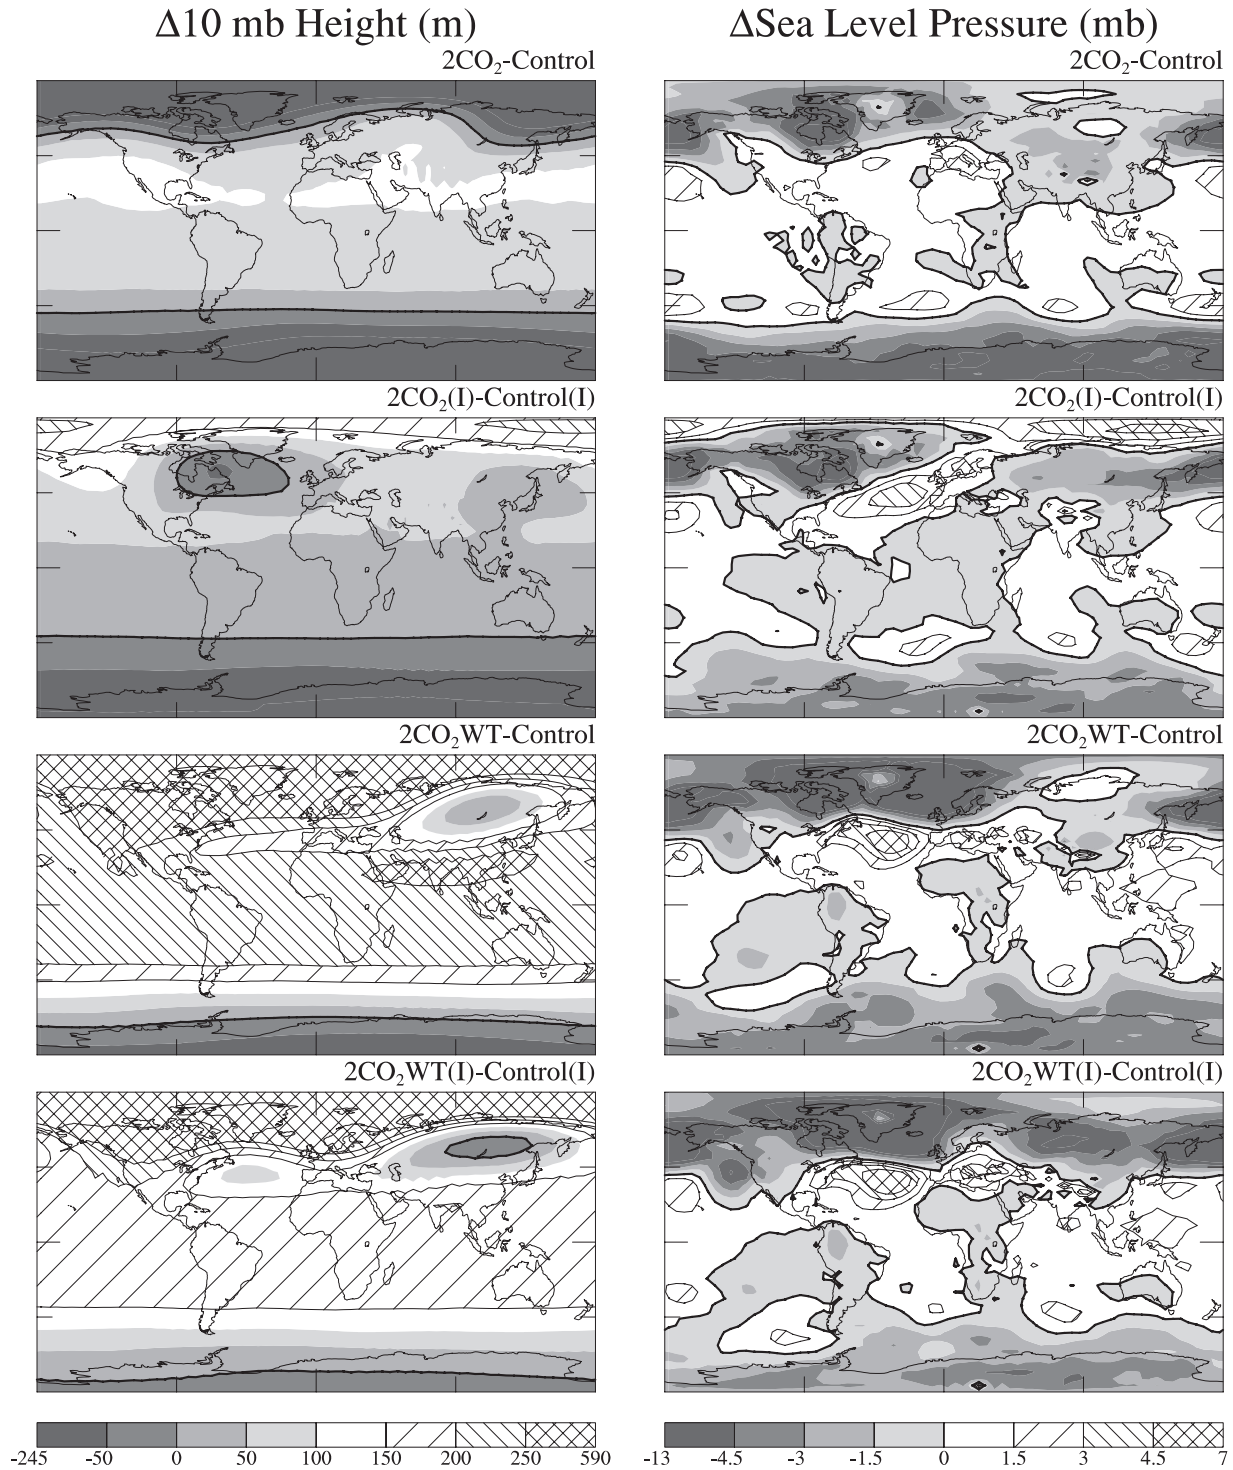 Δ10 mb Height (m)
ΔSea Level Pressure (mb)
2CO₂-Control
2CO₂-Control
2CO₂(I)-Control(I)
2CO₂(I)-Control(I)
2CO₂WT-Control
2CO₂WT-Control
2CO₂WT(I)-Control(I)
2CO₂WT(I)-Control(I)
-245 -50 0 50 100 150 200 250 590
-13 -4.5 -3 -1.5 0 1.5 3 4.5 7